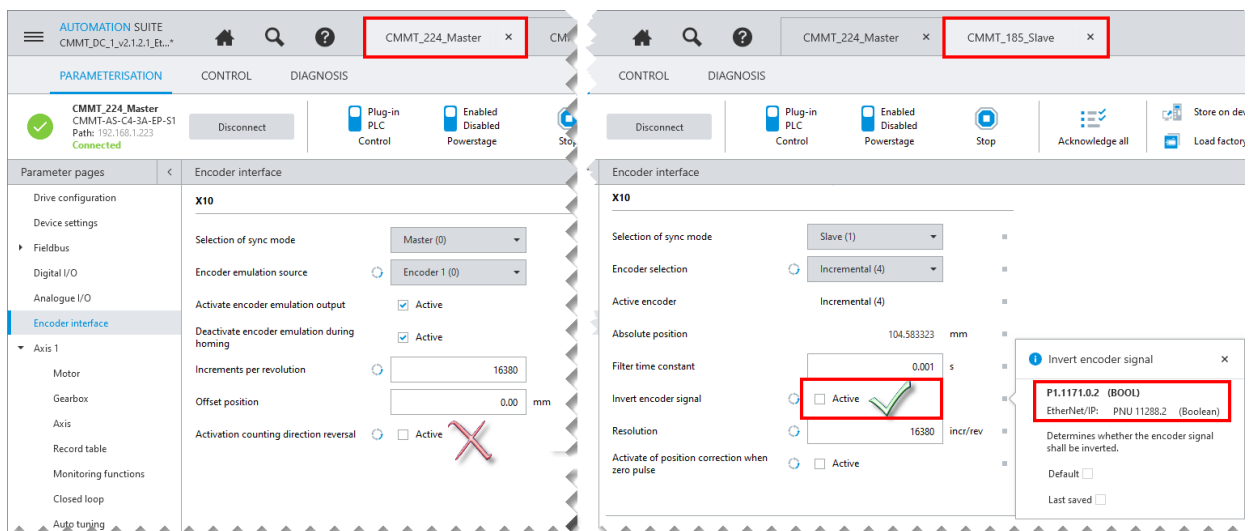 AUTOMATION SUITE
CMMT_DC_1_v2.1.2.1_Et...*
CMMT_224_Master ×
PARAMETERISATION CONTROL DIAGNOSIS
CMMT_224_Master
CMMT-AS-C4-3A-EP-S1
Path: 192.168.1.223
Connected
Disconnect
Plug-in
PLC
Control
Enabled
Disabled
Powerstage
Parameter pages
Drive configuration
Device settings
Fieldbus
Digital I/O
Analogue I/O
Encoder interface
Axis 1
Motor
Gearbox
Axis
Record table
Monitoring functions
Closed loop
Auto tuning
Encoder interface
X10
Selection of sync mode Master (0)
Encoder emulation source Encoder 1 (0)
Activate encoder emulation output Active
Deactivate encoder emulation during
homing Active
Increments per revolution 16380
Offset position 0.00 mm
Activation counting direction reversal Active
CMMT_224_Master × CMMT_185_Slave ×
CONTROL DIAGNOSIS
Disconnect
Plug-in
PLC
Control
Enabled
Disabled
Powerstage
Stop
Acknowledge all
Store on dev
Load factory
Encoder interface
X10
Selection of sync mode Slave (1)
Encoder selection Incremental (4)
Active encoder Incremental (4)
Absolute position 104.583323 mm
Filter time constant 0.001 s
Invert encoder signal Active
Resolution 16380 incr/rev
Activate of position correction when
zero pulse Active
Invert encoder signal ×
P1.1171.0.2 (BOOL)
EtherNet/IP: PNU 11288.2 (Boolean)
Determines whether the encoder signal
shall be inverted.
Default
Last saved